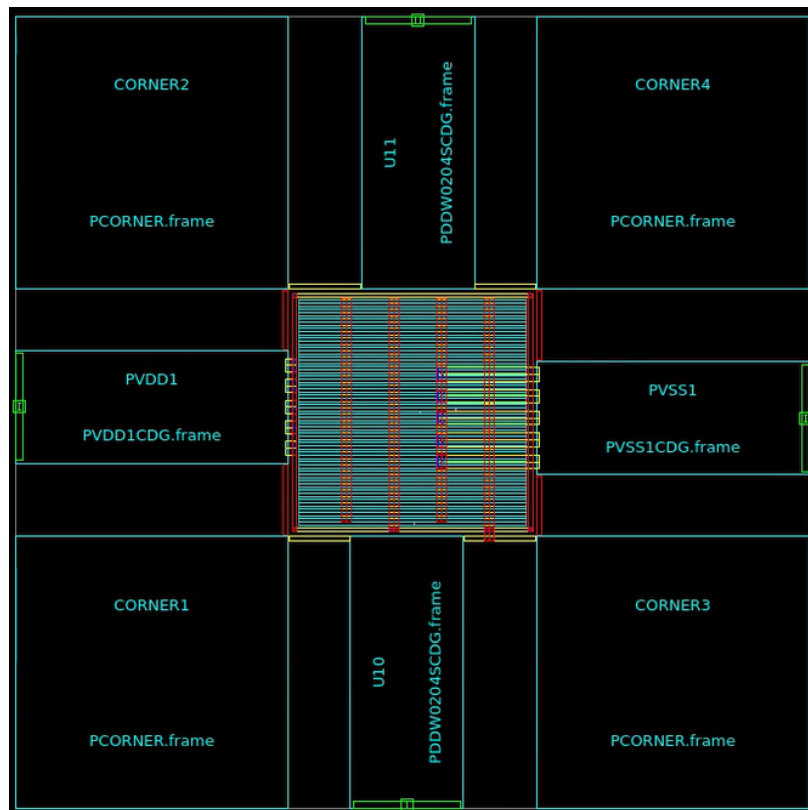 CORNER2
PCORNER.frame
U11
PDDW0204SCDG.frame
CORNER4
PCORNER.frame
PVDD1
PVDD1CDG.frame
PVSS1
PVSS1CDG.frame
CORNER1
PCORNER.frame
U10
PDDW0204SCDG.frame
CORNER3
PCORNER.frame